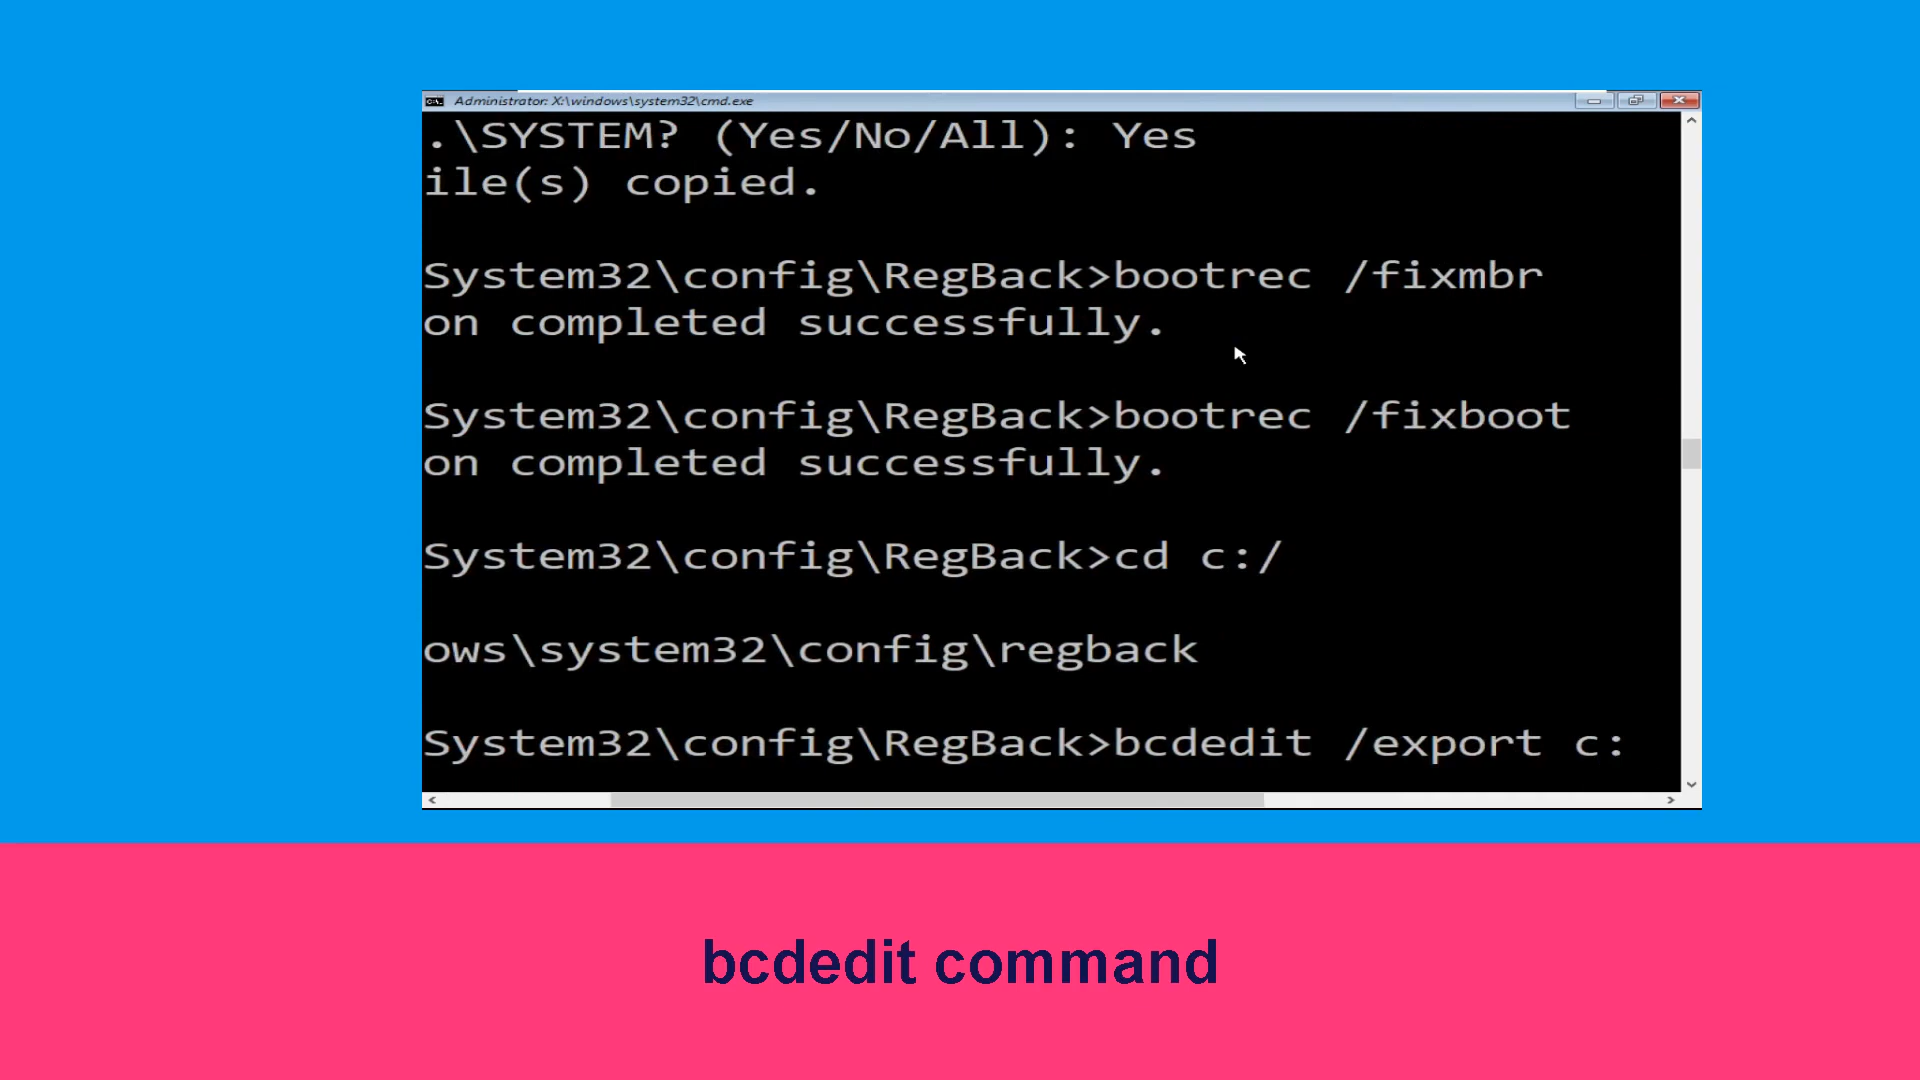 Administrator: X:\windows\system32\cmd.exe
.\SYSTEM? (Yes/No/All): Yes
ile(s) copied.
System32\config\RegBack>bootrec /fixmbr
on completed successfully.
System32\config\RegBack>bootrec /fixboot
on completed successfully.
System32\config\RegBack>cd c:/
ows\system32\config\regback
System32\config\RegBack>bcdedit /export c:
bcdedit command